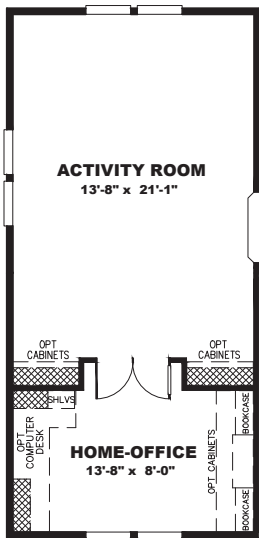 ACTIVITY ROOM
13'-8" x 21'-1"
OPT
CABINETS
OPT
CABINETS
SHLVS
OPT
COMPUTER
DESK
HOME-OFFICE
13'-8" x 8'-0"
OPT CABINETS
BOOKCASE
BOOKCASE